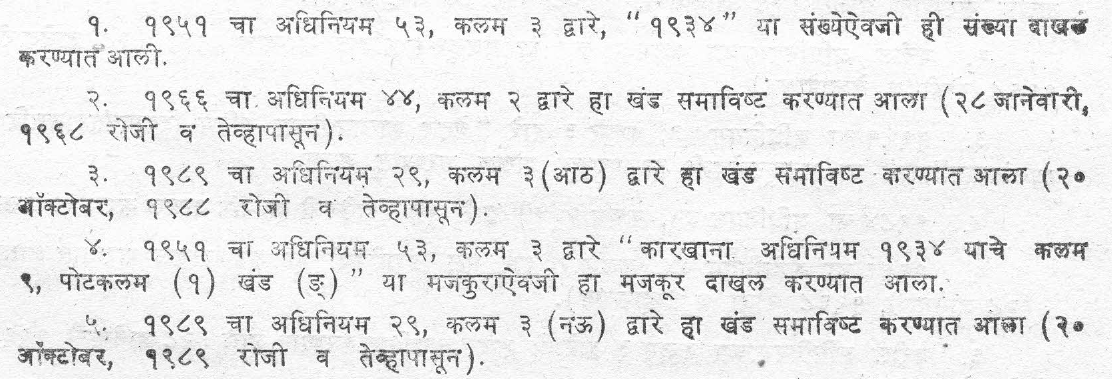 १. १९५१ चा अधिनियम ५३, कलम ३ द्वारे, “१९३४” या संख्येऐवजी ही संख्या दाखल
करण्यात आली.
२. १९६६ चा अधिनियम ४४, कलम २ द्वारे हा खंड समाविष्ट करण्यात आला (२८ जानेवारी,
१९६८ रोजी व तेव्हापासून).
३. १९८९ चा अधिनियम २९, कलम ३ (आठ) द्वारे हा खंड समाविष्ट करण्यात आला (२०
ऑक्टोबर, १९८८ रोजी व तेव्हापासून).
४. १९५१ चा अधिनियम ५३, कलम ३ द्वारे “कारखाना अधिनियम १९३४ याचे कलम
९, पोटकलम (१) खंड (ङ्) ” या मजकुराऐवजी हा मजकूर दाखल करण्यात आला.
५. १९८९ चा अधिनियम २९, कलम ३ (नऊ) द्वारे हा खंड समाविष्ट करण्यात आला (२०
ऑक्टोबर, १९८९ रोजी व तेव्हापासून).